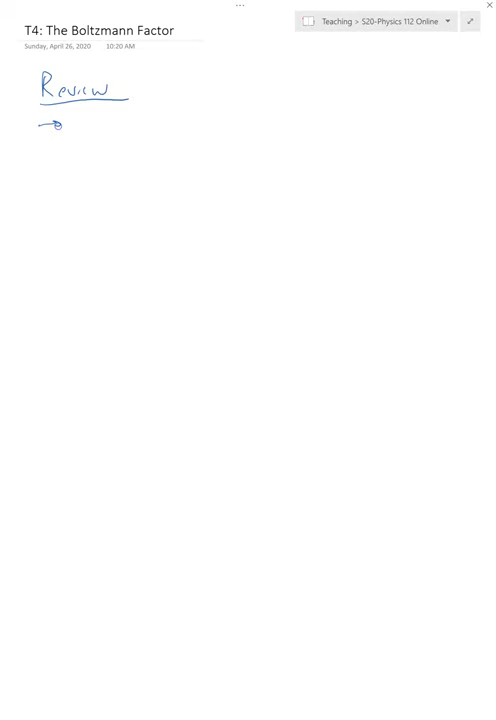 T4: The Boltzmann Factor
Teaching > S20-Physics 112 Online
Sunday, April 26, 2020 10:20 AM
Review
→